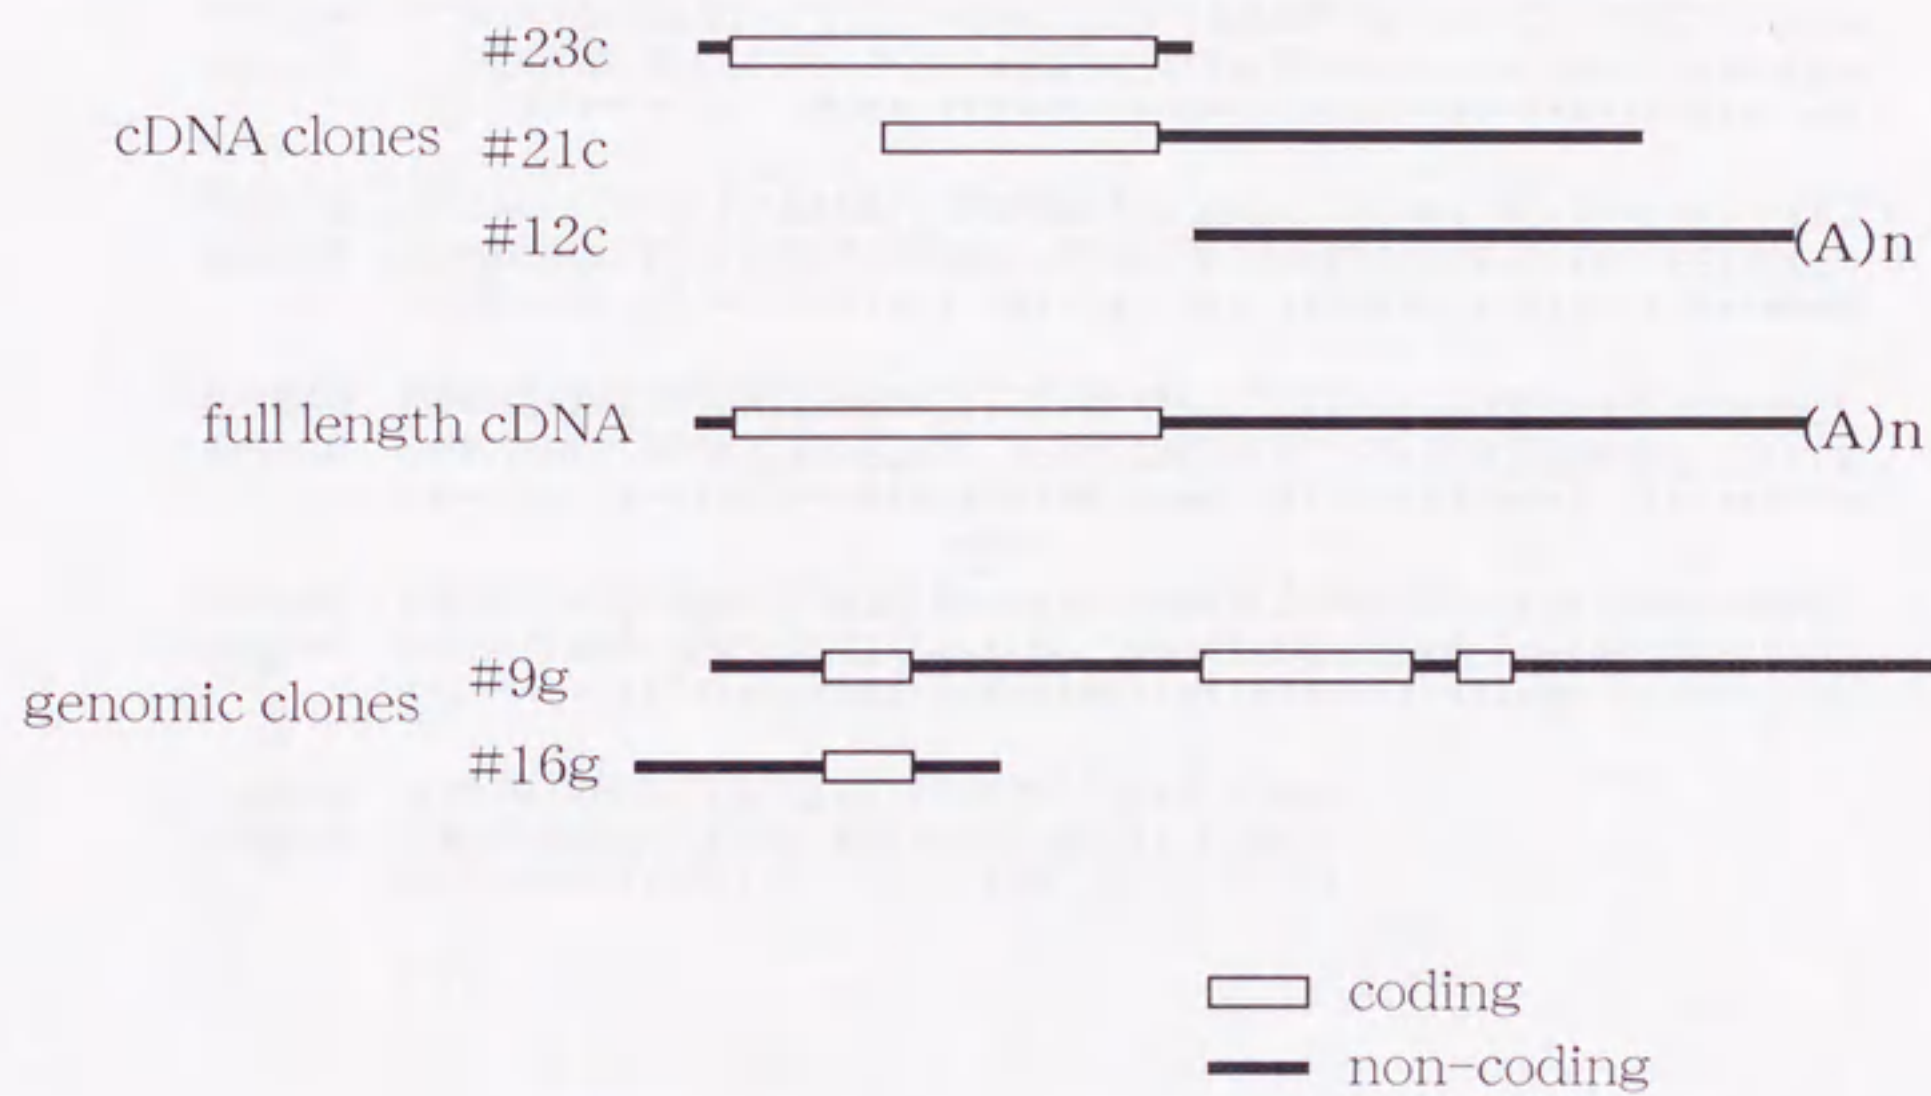 #23c
cDNA clones
#21c
#12c
(A)n
full length cDNA
(A)n
#9g
genomic clones
#16g
coding
non-coding